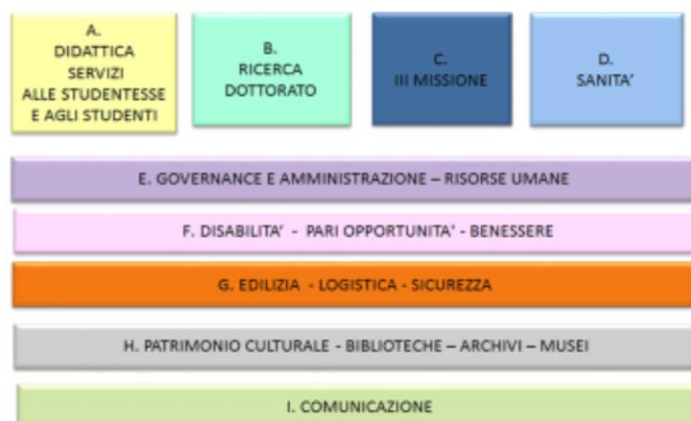 A.
DIDATTICA
SERVIZI
ALLE STUDENTESSE
E AGLI STUDENTI
B.
RICERCA
DOTTORATO
C.
III MISSIONE
D.
SANITA'
E. GOVERNANCE E AMMINISTRAZIONE – RISORSE UMANE
F. DISABILITA' - PARI OPPORTUNITA' - BENESSERE
G. EDILIZIA - LOGISTICA - SICUREZZA
H. PATRIMONIO CULTURALE - BIBLIOTECHE – ARCHIVI – MUSEI
I. COMUNICAZIONE